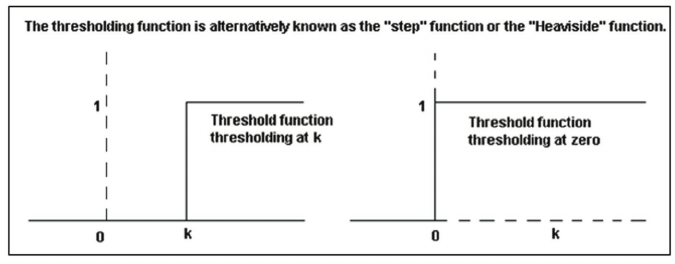 The thresholding function is alternatively known as the "step" function or the "Heaviside" function.
1
Threshold function
thresholding at k
0 k
1
Threshold function
thresholding at zero
0 k